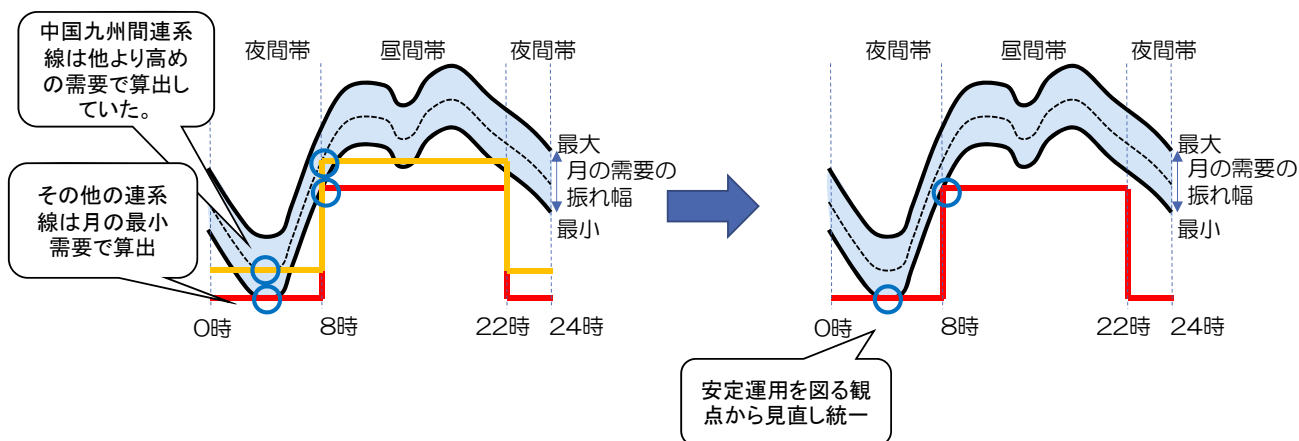 中国九州間連系
線は他より高め
の需要で算出し
ていた。
その他の連系
線は月の最小
需要で算出
夜間帯
昼間帯
夜間帯
最大
月の需要の
振れ幅
最小
0時
8時
22時
24時
夜間帯
昼間帯
夜間帯
最大
月の需要の
振れ幅
最小
0時
8時
22時
24時
安定運用を図る観
点から見直し統一